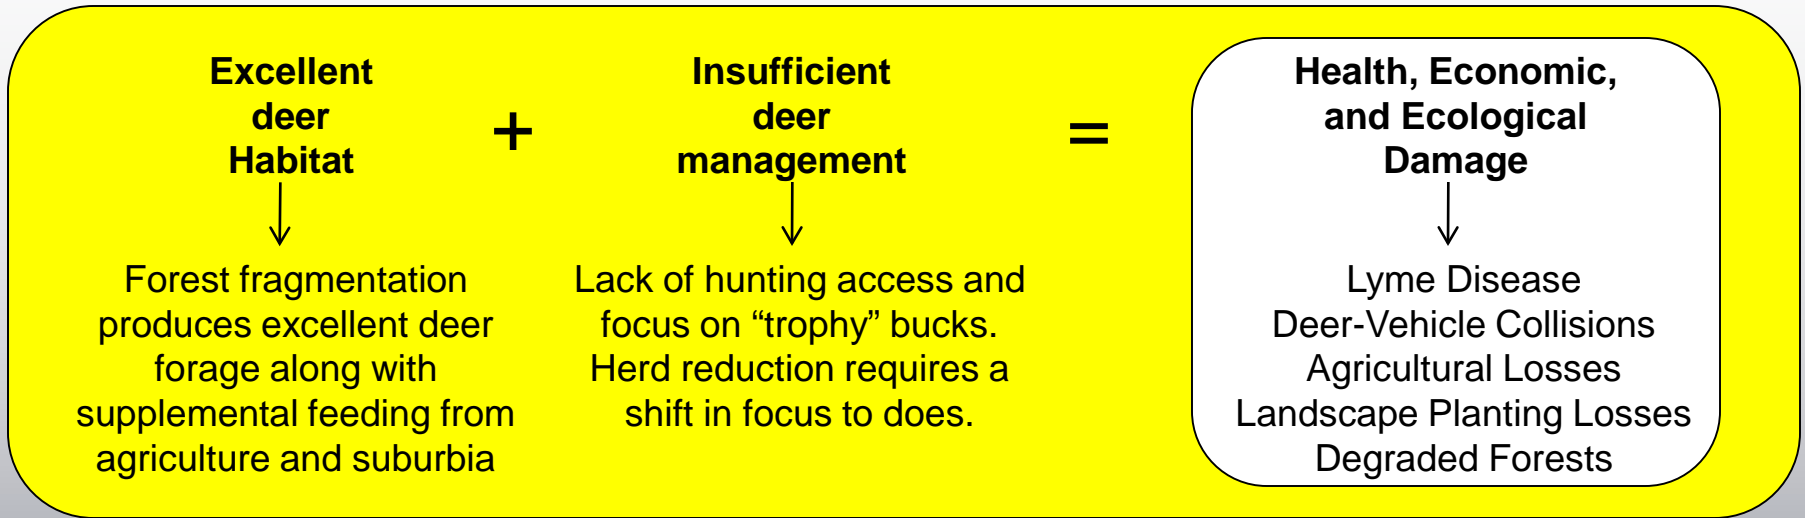 Excellent
deer
Habitat
Forest fragmentation
produces excellent deer
forage along with
supplemental feeding from
agriculture and suburbia
+
Insufficient
deer
management
Lack of hunting access and
focus on “trophy” bucks.
Herd reduction requires a
shift in focus to does.
=
Health, Economic,
and Ecological
Damage
Lyme Disease
Deer-Vehicle Collisions
Agricultural Losses
Landscape Planting Losses
Degraded Forests